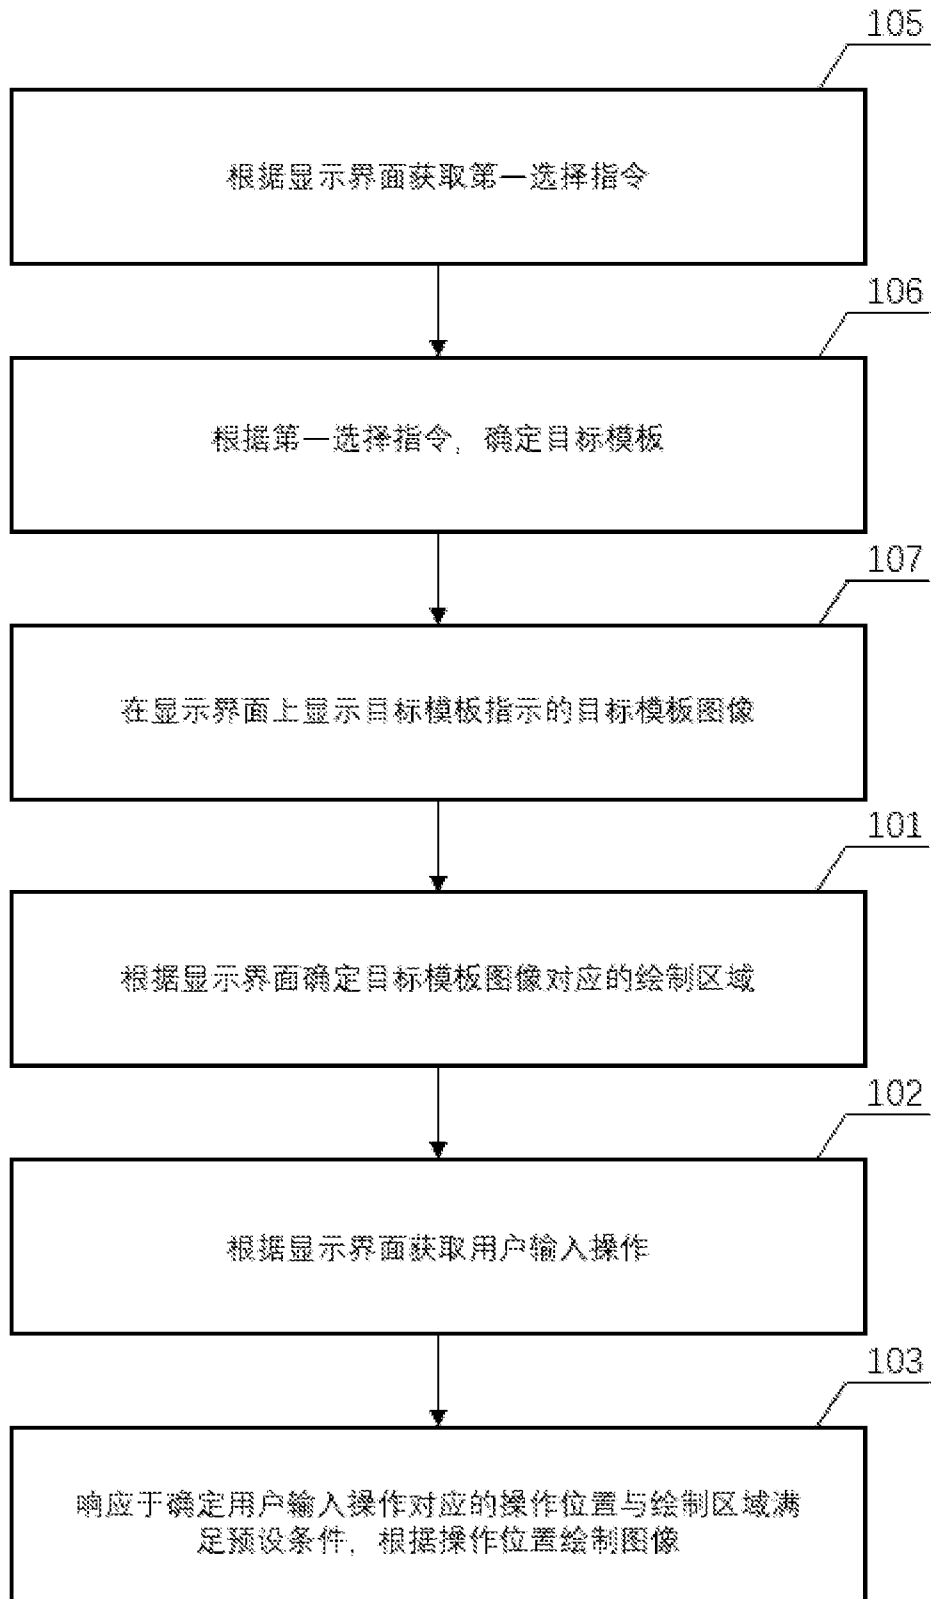 105
根据显示界面获取第一选择指令
106
根据第一选择指令，确定目标模板
107
在显示界面上显示目标模板指示的目标模板图像
101
根据显示界面确定目标模板图像对应的绘制区域
102
根据显示界面获取用户输入操作
103
响应于确定用户输入操作对应的操作位置与绘制区域满
足预设条件，根据操作位置绘制图像